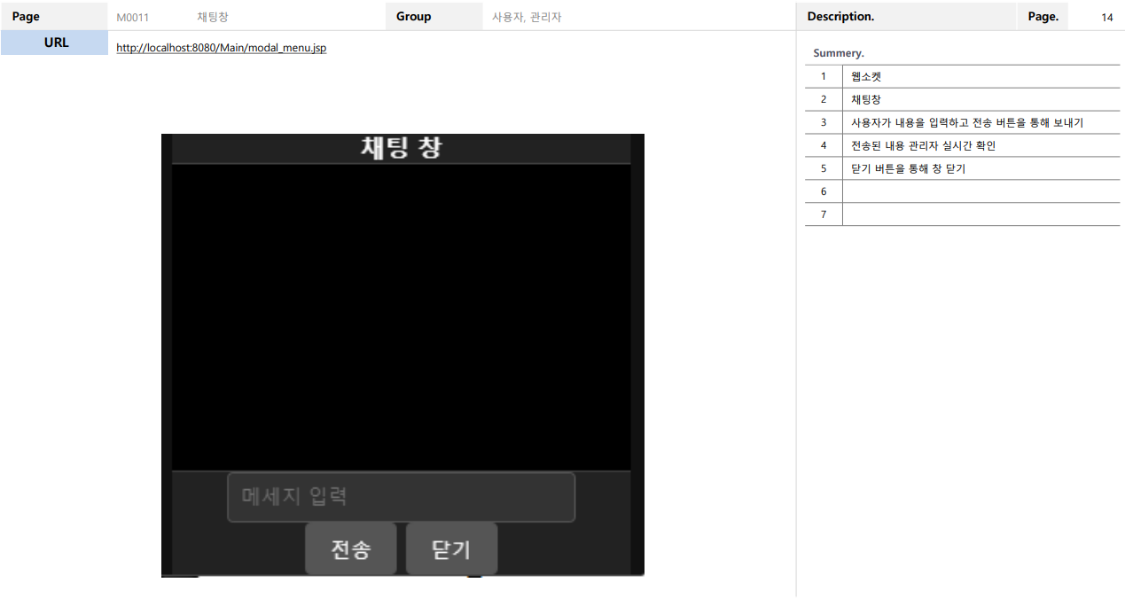 Page M0011 채팅창 Group 사용자, 관리자 Description. Page. 14
URL http://localhost:8080/Main/modal_menu.jsp
Summery.
1 웹소켓
2 채팅창
3 사용자가 내용을 입력하고 전송 버튼을 통해 보내기
4 전송된 내용 관리자 실시간 확인
5 닫기 버튼을 통해 창 닫기
6
7
채팅 창
메세지 입력
전송 닫기